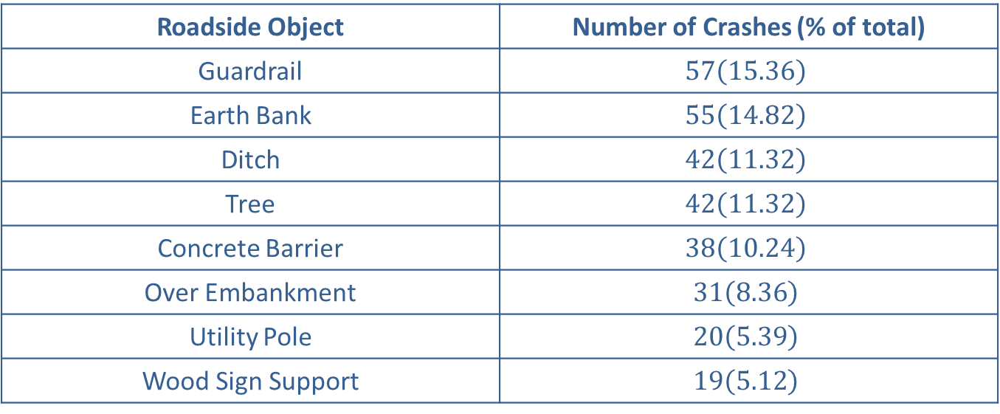 Roadside Object Number of Crashes (% of total)
Guardrail 57(15.36)
Earth Bank 55(14.82)
Ditch 42(11.32)
Tree 42(11.32)
Concrete Barrier 38(10.24)
Over Embankment 31(8.36)
Utility Pole 20(5.39)
Wood Sign Support 19(5.12)